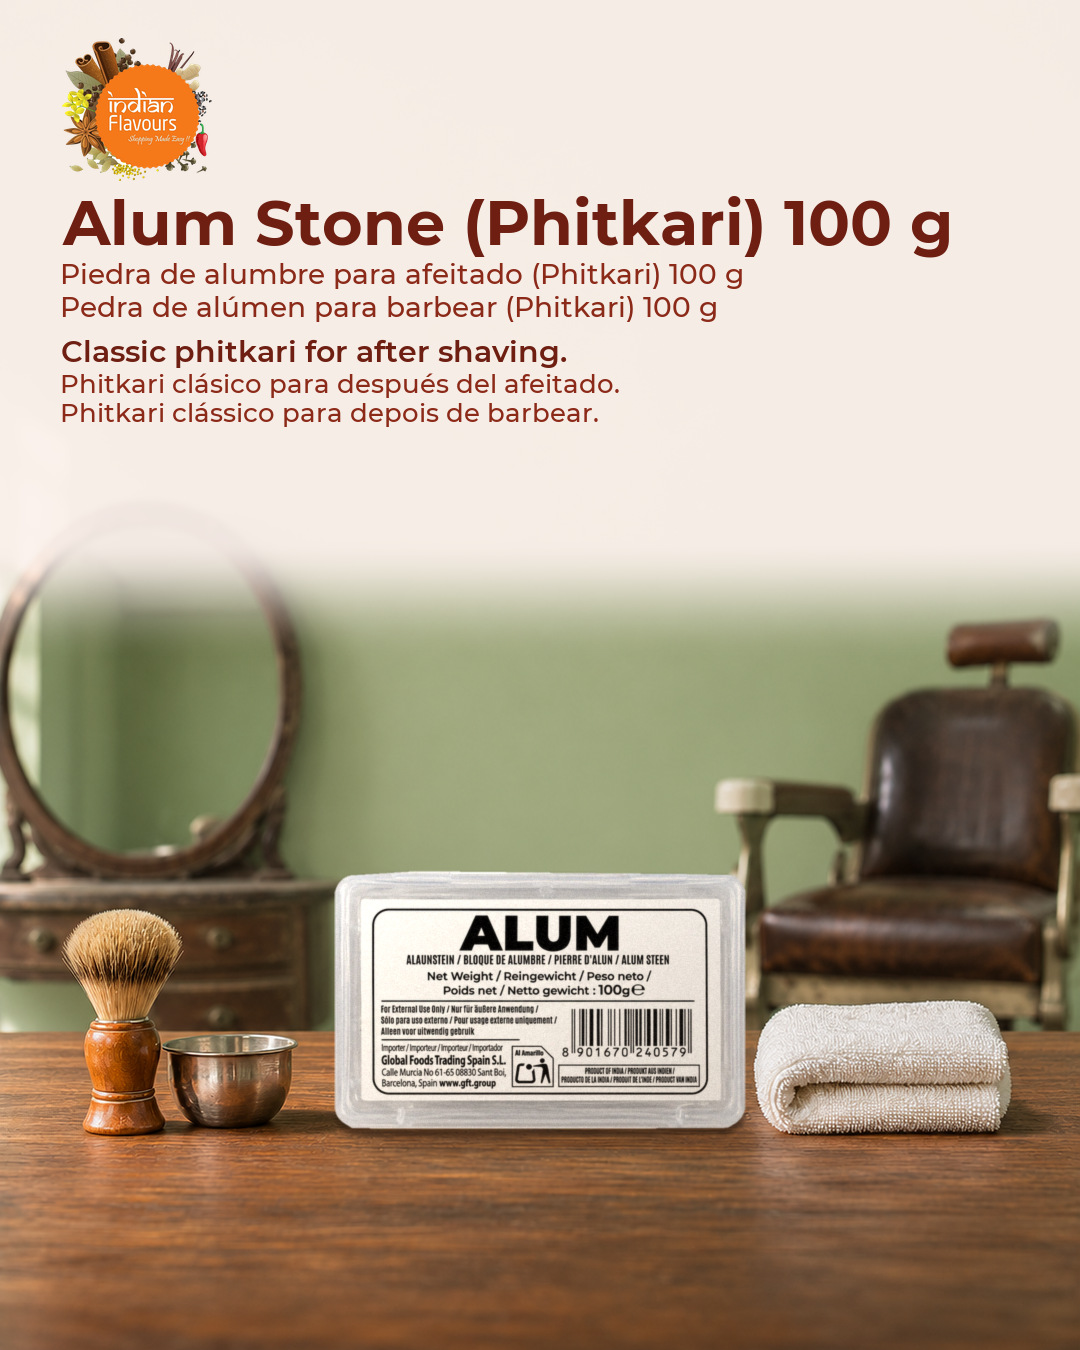 indian
Flavours
Shopping Made Easy !!
Alum Stone (Phitkari) 100 g
Piedra de alumbre para afeitado (Phitkari) 100 g
Pedra de alúmen para barbear (Phitkari) 100 g
Classic phitkari for after shaving.
Phitkari clásico para después del afeitado.
Phitkari clássico para depois de barbear.
ALUM
ALAUNSTEIN / BLOQUE DE ALUMBRE / PIERRE D'ALUN / ALUM STEEN
Net Weight / Reingewicht / Peso neto /
Poids net / Netto gewicht : 100g℮
For External Use Only / Nur für äußere Anwendung /
Sólo para uso externo / Pour usage externe uniquement /
Alleen voor uitwendig gebruik
Importer / Importeur / Importeur / Importador
Global Foods Trading Spain S.L.
Calle Murcia No 61-65 08830 Sant Boi,
Barcelona, Spain www.gft.group
Al Amarillo
8 901670 240579
PRODUCT OF INDIA / PRODUKT AUS INDIEN /
PRODUCTO DE LA INDIA / PRODUIT DE L'INDE / PRODUCT VAN INDIA